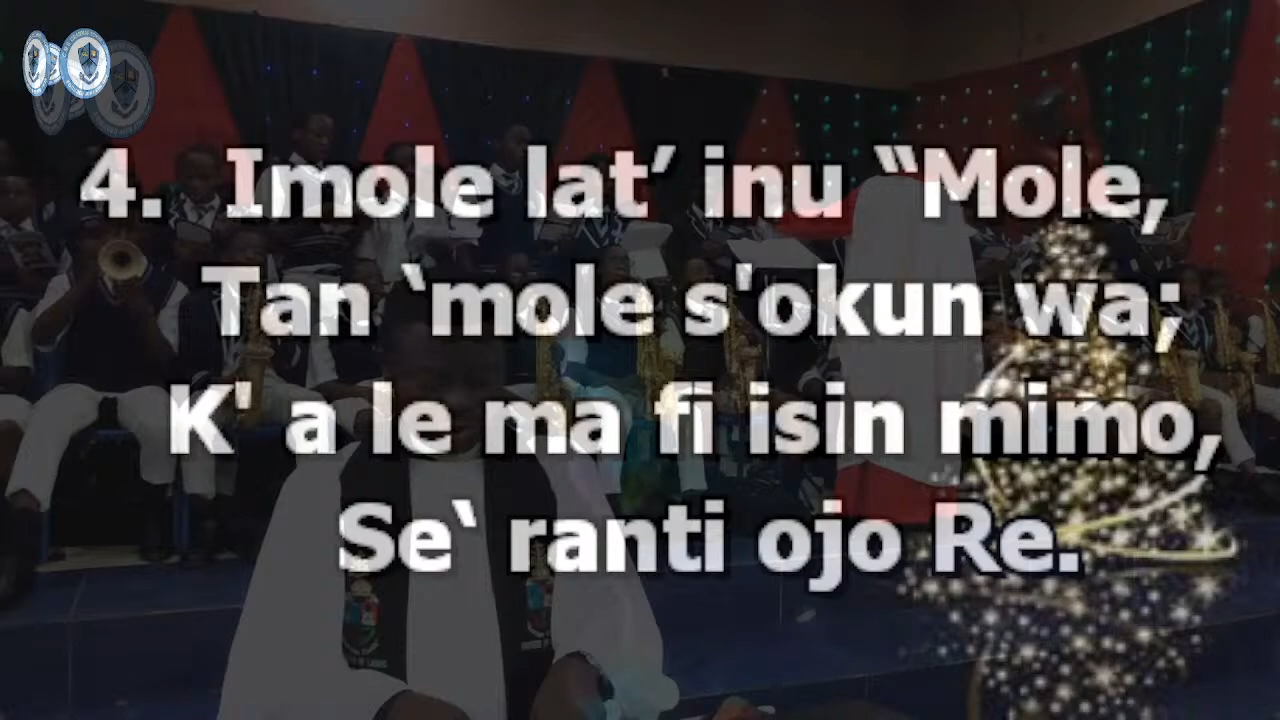 4. Imole lat’ inu “Mole,
Tan ‘mole s'okun wa;
K' a le ma fi isin mimo,
Se‘ ranti ojo Re.